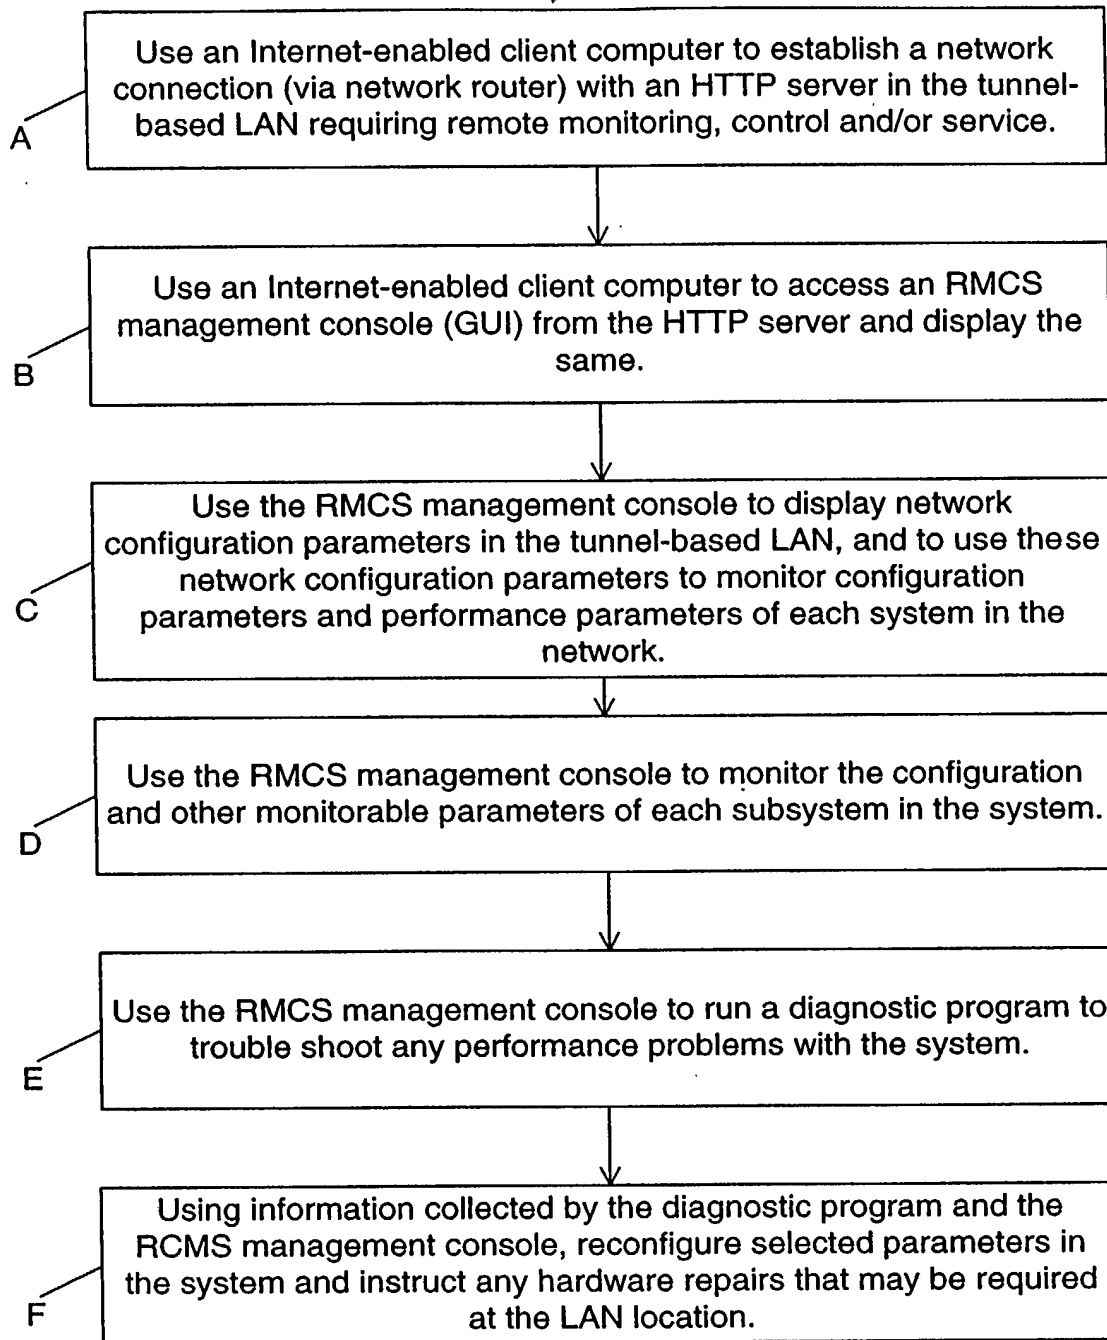 Use an Internet-enabled client computer to establish a network
connection (via network router) with an HTTP server in the tunnel-
based LAN requiring remote monitoring, control and/or service.
A
Use an Internet-enabled client computer to access an RMCS
management console (GUI) from the HTTP server and display the
same.
B
Use the RMCS management console to display network
configuration parameters in the tunnel-based LAN, and to use these
network configuration parameters to monitor configuration
parameters and performance parameters of each system in the
network.
C
Use the RMCS management console to monitor the configuration
and other monitorable parameters of each subsystem in the system.
D
Use the RMCS management console to run a diagnostic program to
trouble shoot any performance problems with the system.
E
Using information collected by the diagnostic program and the
RCMS management console, reconfigure selected parameters in
the system and instruct any hardware repairs that may be required
at the LAN location.
F